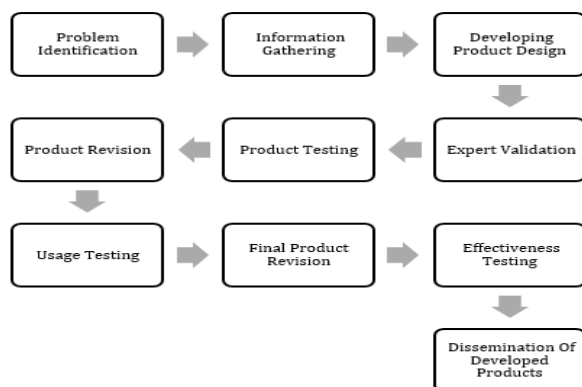 Problem
Identification
Information
Gathering
Developing
Product Design
Expert Validation
Product Testing
Product Revision
Usage Testing
Final Product
Revision
Effectiveness
Testing
Dissemination Of
Developed
Products